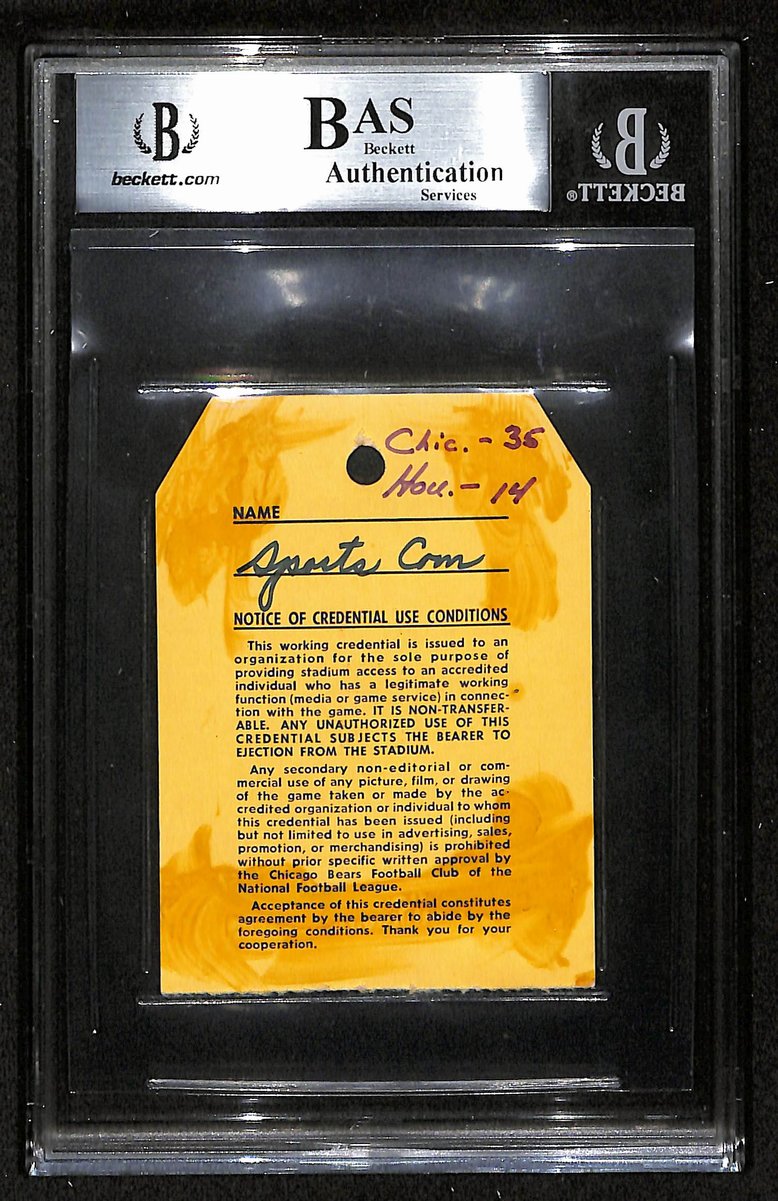 B
beckett.com
BAS
Beckett
Authentication
Services
B
BECKETT®
Chic. - 35
Hou. - 14
NAME
Sports Com
NOTICE OF CREDENTIAL USE CONDITIONS
This working credential is issued to an
organization for the sole purpose of
providing stadium access to an accredited
individual who has a legitimate working
function (media or game service) in connec-
tion with the game. IT IS NON-TRANSFER-
ABLE. ANY UNAUTHORIZED USE OF THIS
CREDENTIAL SUBJECTS THE BEARER TO
EJECTION FROM THE STADIUM.
Any secondary non-editorial or com-
mercial use of any picture, film, or drawing
of the game taken or made by the ac-
credited organization or individual to whom
this credential has been issued (including
but not limited to use in advertising, sales,
promotion, or merchandising) is prohibited
without prior specific written approval by
the Chicago Bears Football Club of the
National Football League.
Acceptance of this credential constitutes
agreement by the bearer to abide by the
foregoing conditions. Thank you for your
cooperation.